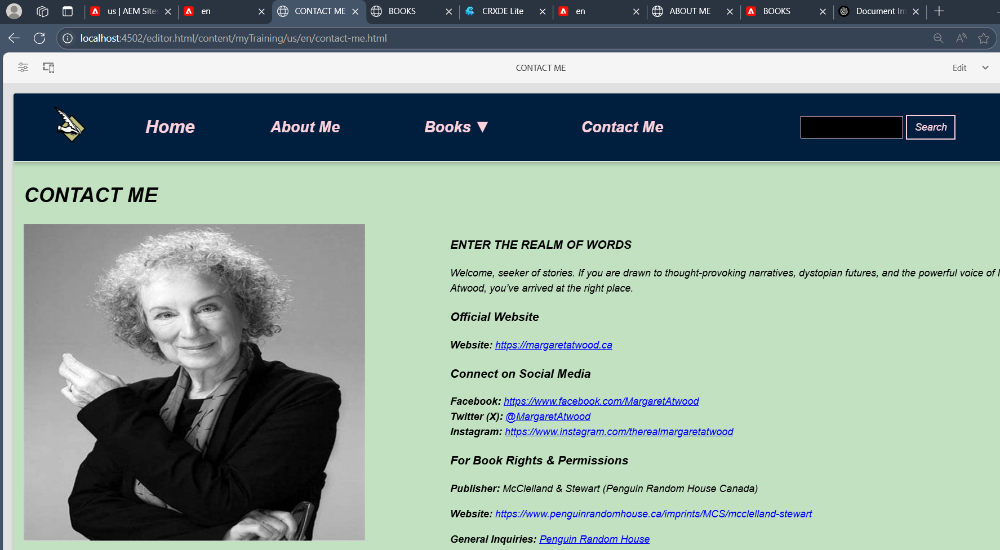 us | AEM Sites
en
CONTACT ME
BOOKS
CRXDE Lite
en
ABOUT ME
BOOKS
Document Im
localhost:4502/editor.html/content/myTraining/us/en/contact-me.html
CONTACT ME
Edit
Home
About Me
Books ▼
Contact Me
Search
CONTACT ME
ENTER THE REALM OF WORDS
Welcome, seeker of stories. If you are drawn to thought-provoking narratives, dystopian futures, and the powerful voice of
Atwood, you’ve arrived at the right place.
Official Website
Website: https://margaretatwood.ca
Connect on Social Media
Facebook: https://www.facebook.com/MargaretAtwood
Twitter (X): @MargaretAtwood
Instagram: https://www.instagram.com/therealmargaretatwood
For Book Rights & Permissions
Publisher: McClelland & Stewart (Penguin Random House Canada)
Website: https://www.penguinrandomhouse.ca/imprints/MCS/mcclelland-stewart
General Inquiries: Penguin Random House